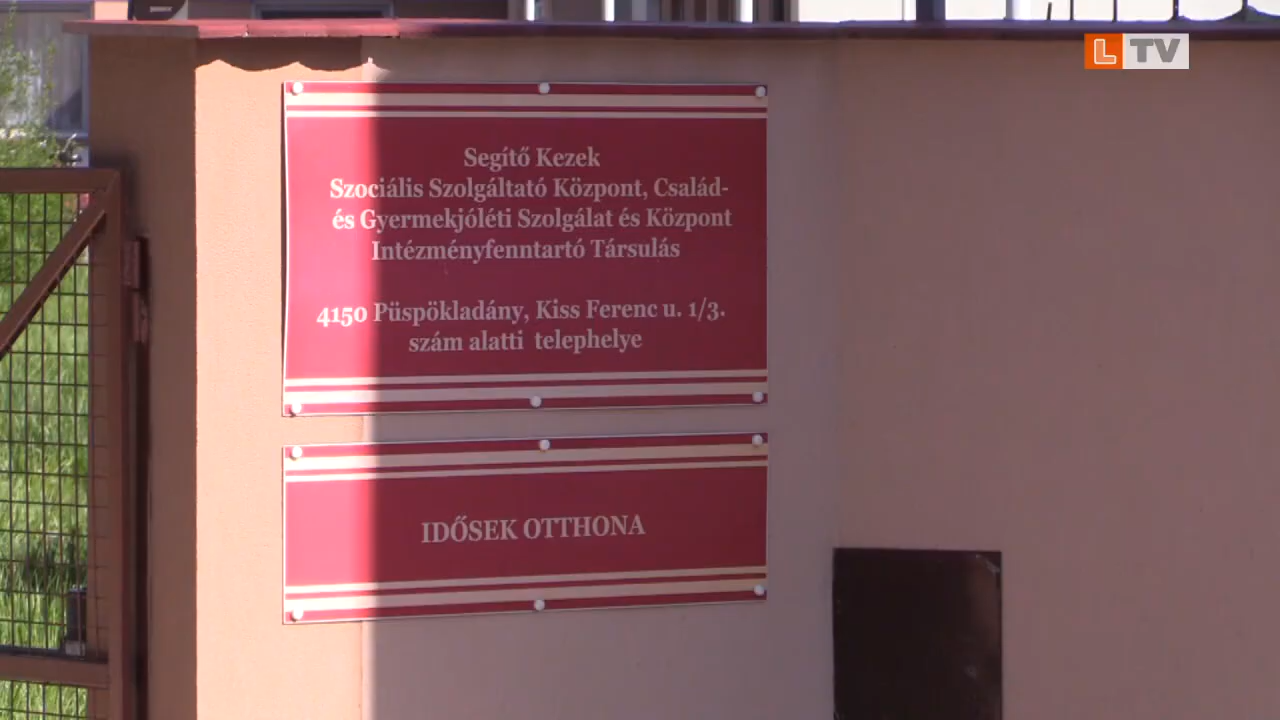 L TV
Segítő Kezek
Szociális Szolgáltató Központ, Család-
és Gyermekjóléti Szolgálat és Központ
Intézményfenntartó Társulás
4150 Püspökladány, Kiss Ferenc u. 1/3.
szám alatti telephelye
IDŐSEK OTTHONA